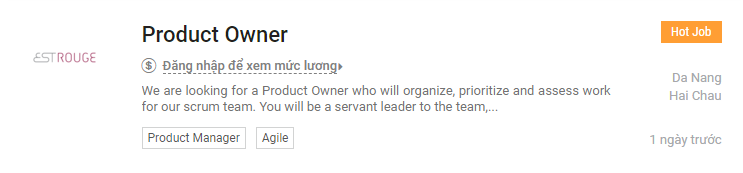 Product Owner
Hot Job
ESTROUGE
$ Đăng nhập để xem mức lương
Da Nang
Hai Chau
We are looking for a Product Owner who will organize, prioritize and assess work
for our scrum team. You will be a servant leader to the team,...
Product Manager
Agile
1 ngày trước